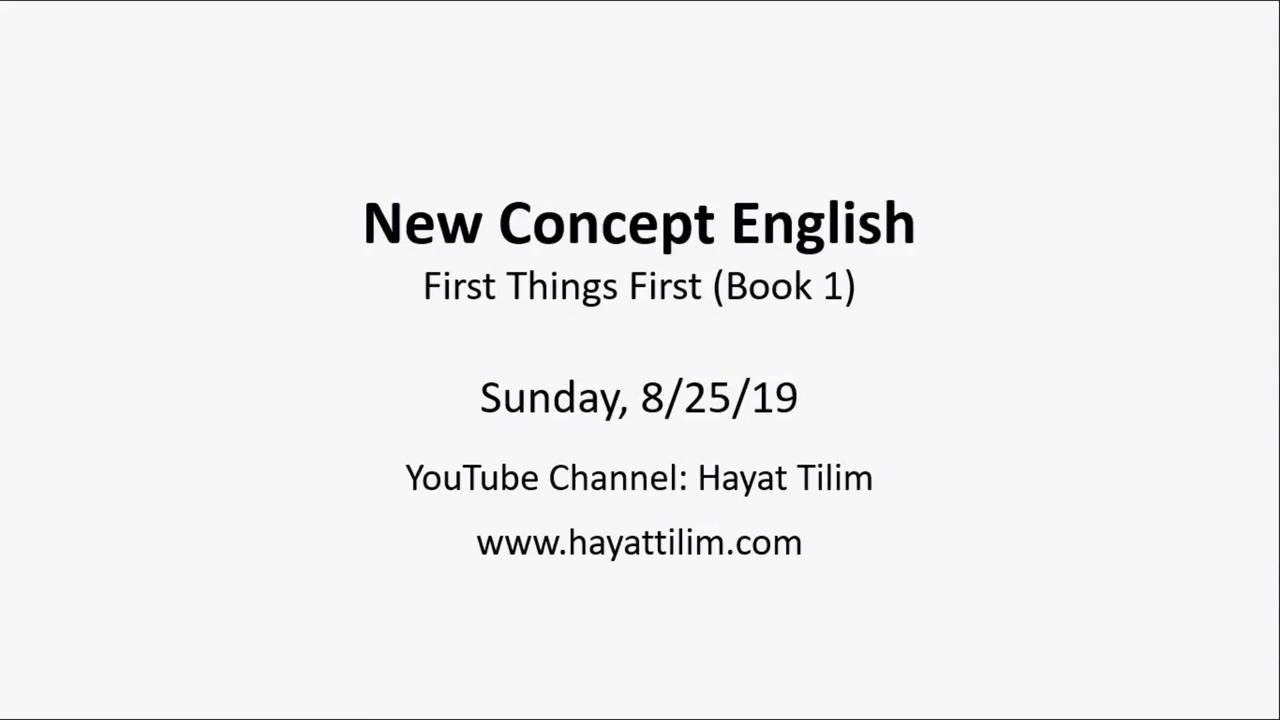 New Concept English
First Things First (Book 1)
Sunday, 8/25/19
YouTube Channel: Hayat Tilim
www.hayattilim.com